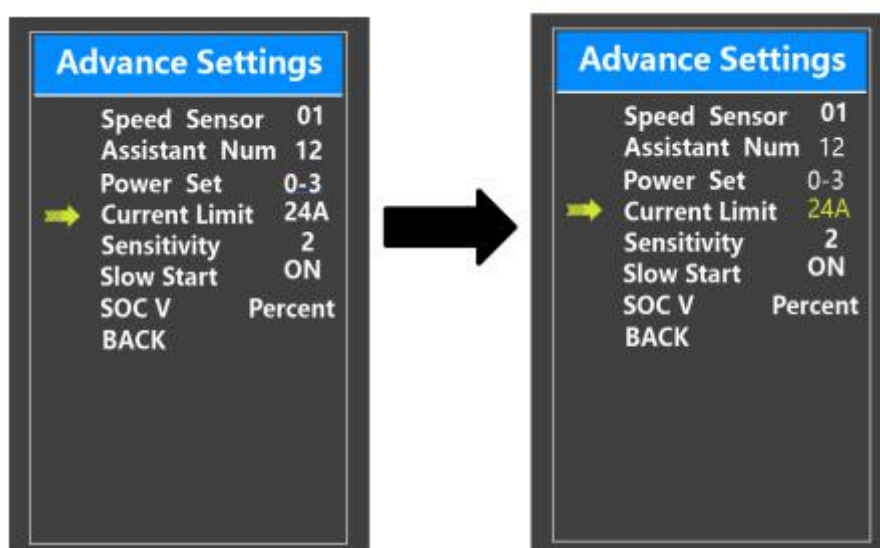 Advance Settings
Speed Sensor 01
Assistant Num 12
Power Set 0-3
Current Limit 24A
Sensitivity 2
Slow Start ON
SOC V Percent
BACK
Advance Settings
Speed Sensor 01
Assistant Num 12
Power Set 0-3
Current Limit 24A
Sensitivity 2
Slow Start ON
SOC V Percent
BACK